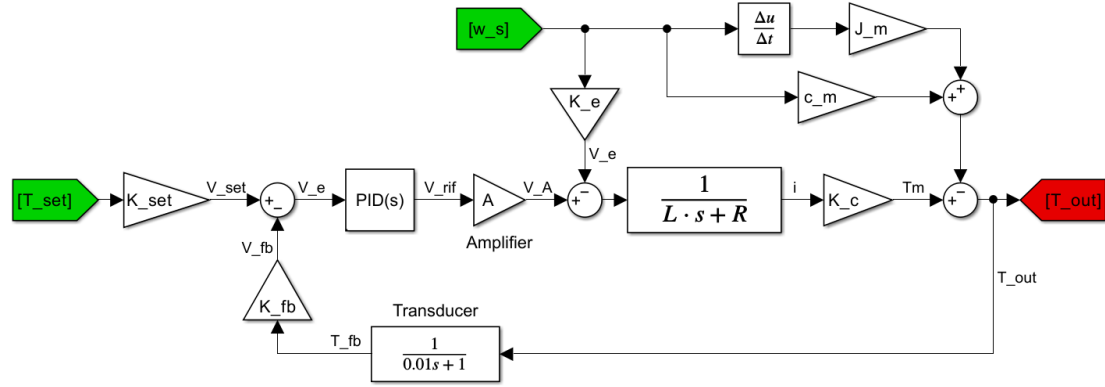 [w_s]
Δu
Δt
J_m
+
+
K_e
c_m
V_e
[T_set]
K_set
V_set
+
−
V_e
PID(s)
V_rif
A
V_A
+
−
1
L · s + R
i
K_c
Tm
+
−
[T_out]
Amplifier
V_fb
K_fb
T_out
Transducer
T_fb
1
0.01s + 1